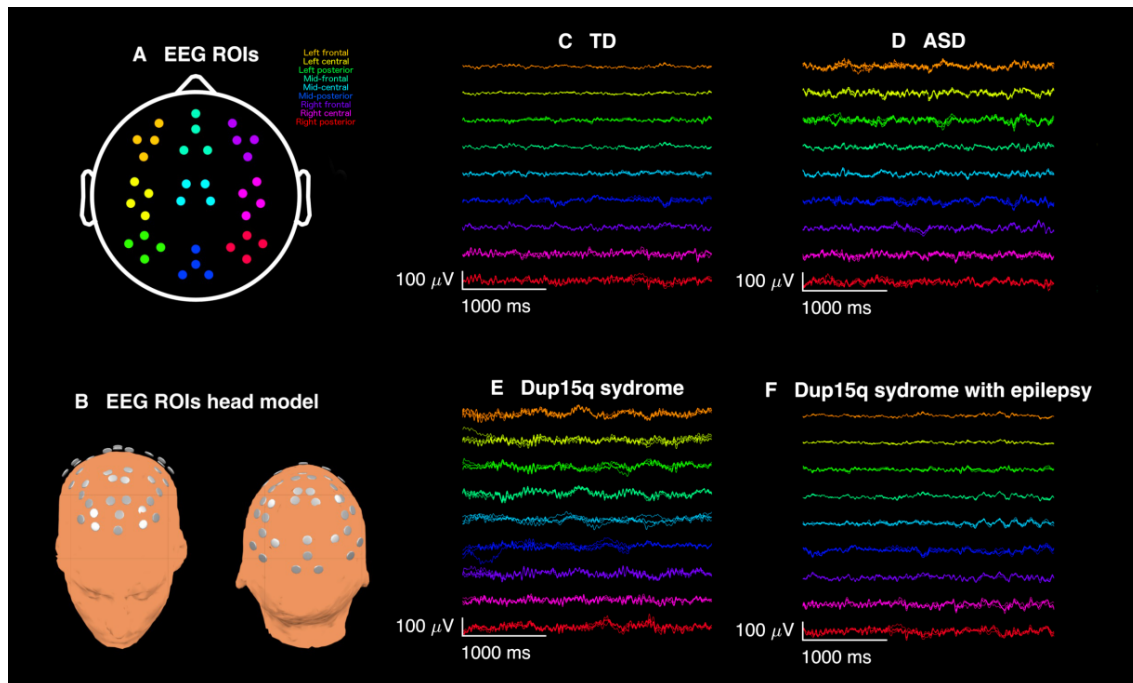 A EEG ROIs
Left frontal
Left central
Left posterior
Mid-frontal
Mid-central
Mid-posterior
Right frontal
Right central
Right posterior
C TD
100 μV
1000 ms
D ASD
100 μV
1000 ms
B EEG ROIs head model
E Dup15q sydrome
100 μV
1000 ms
F Dup15q sydrome with epilepsy
100 μV
1000 ms